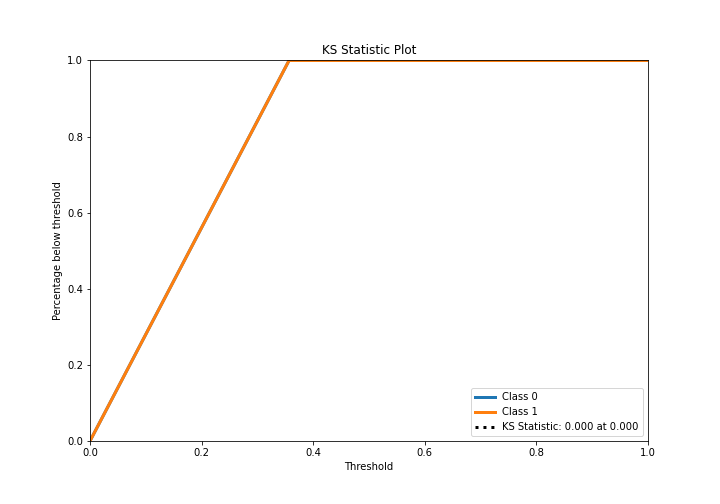 KS Statistic Plot
1.0
0.8
0.6
0.4
0.2
0.0
Percentage below threshold
Class 0
Class 1
KS Statistic: 0.000 at 0.000
0.0 0.2 0.4 0.6 0.8 1.0
Threshold